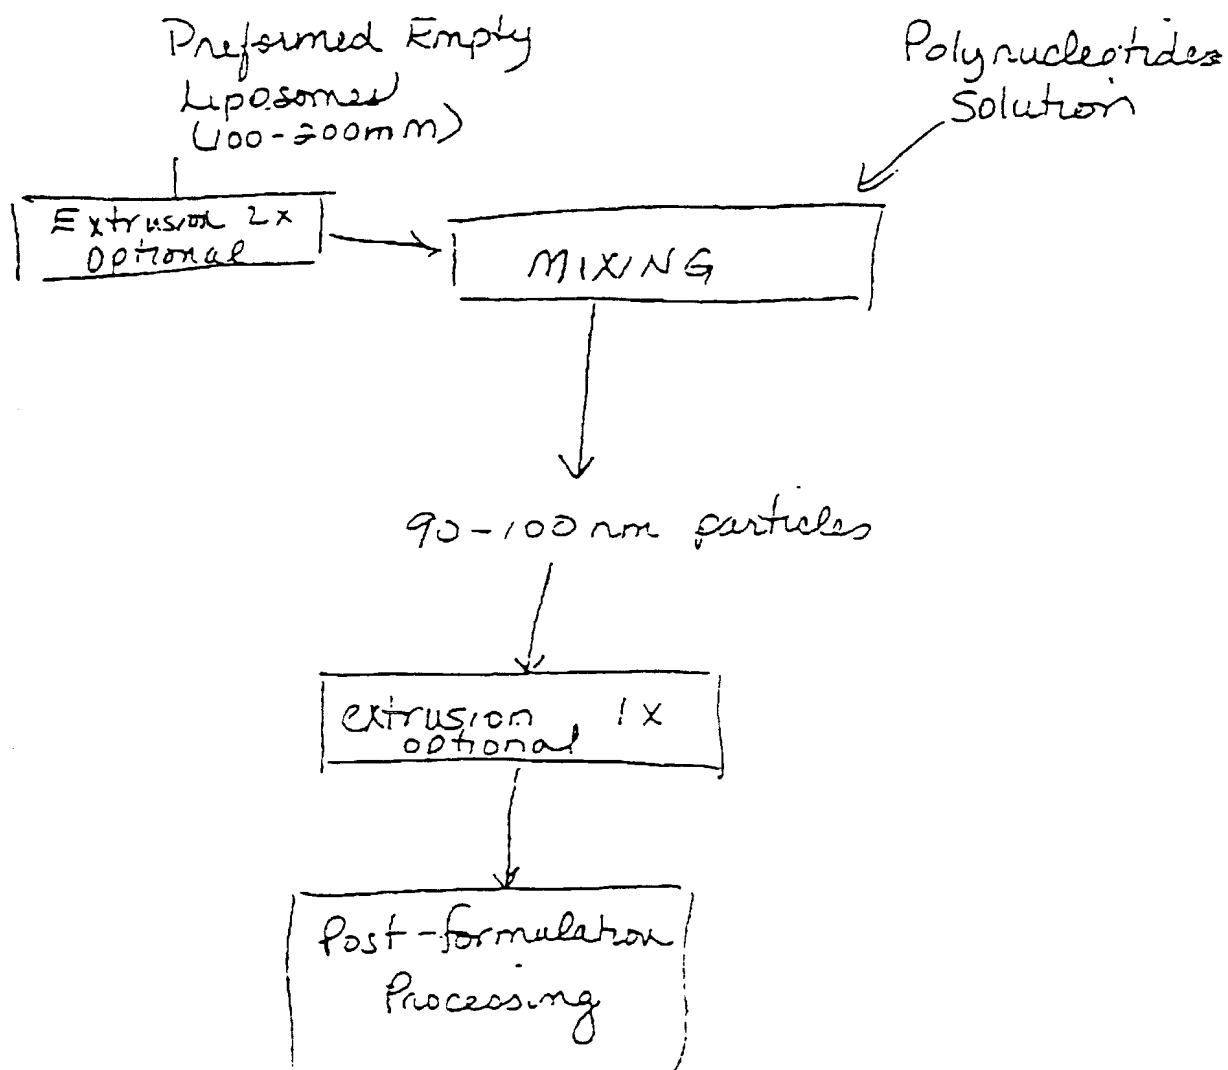 Preformed Empty
Liposomes
(100-200mm)
Polynucleotides
Solution
Extrusion 2x
optional
MIXING
90-100 nm particles
extrusion 1x
optional
Post-formulation
Processing